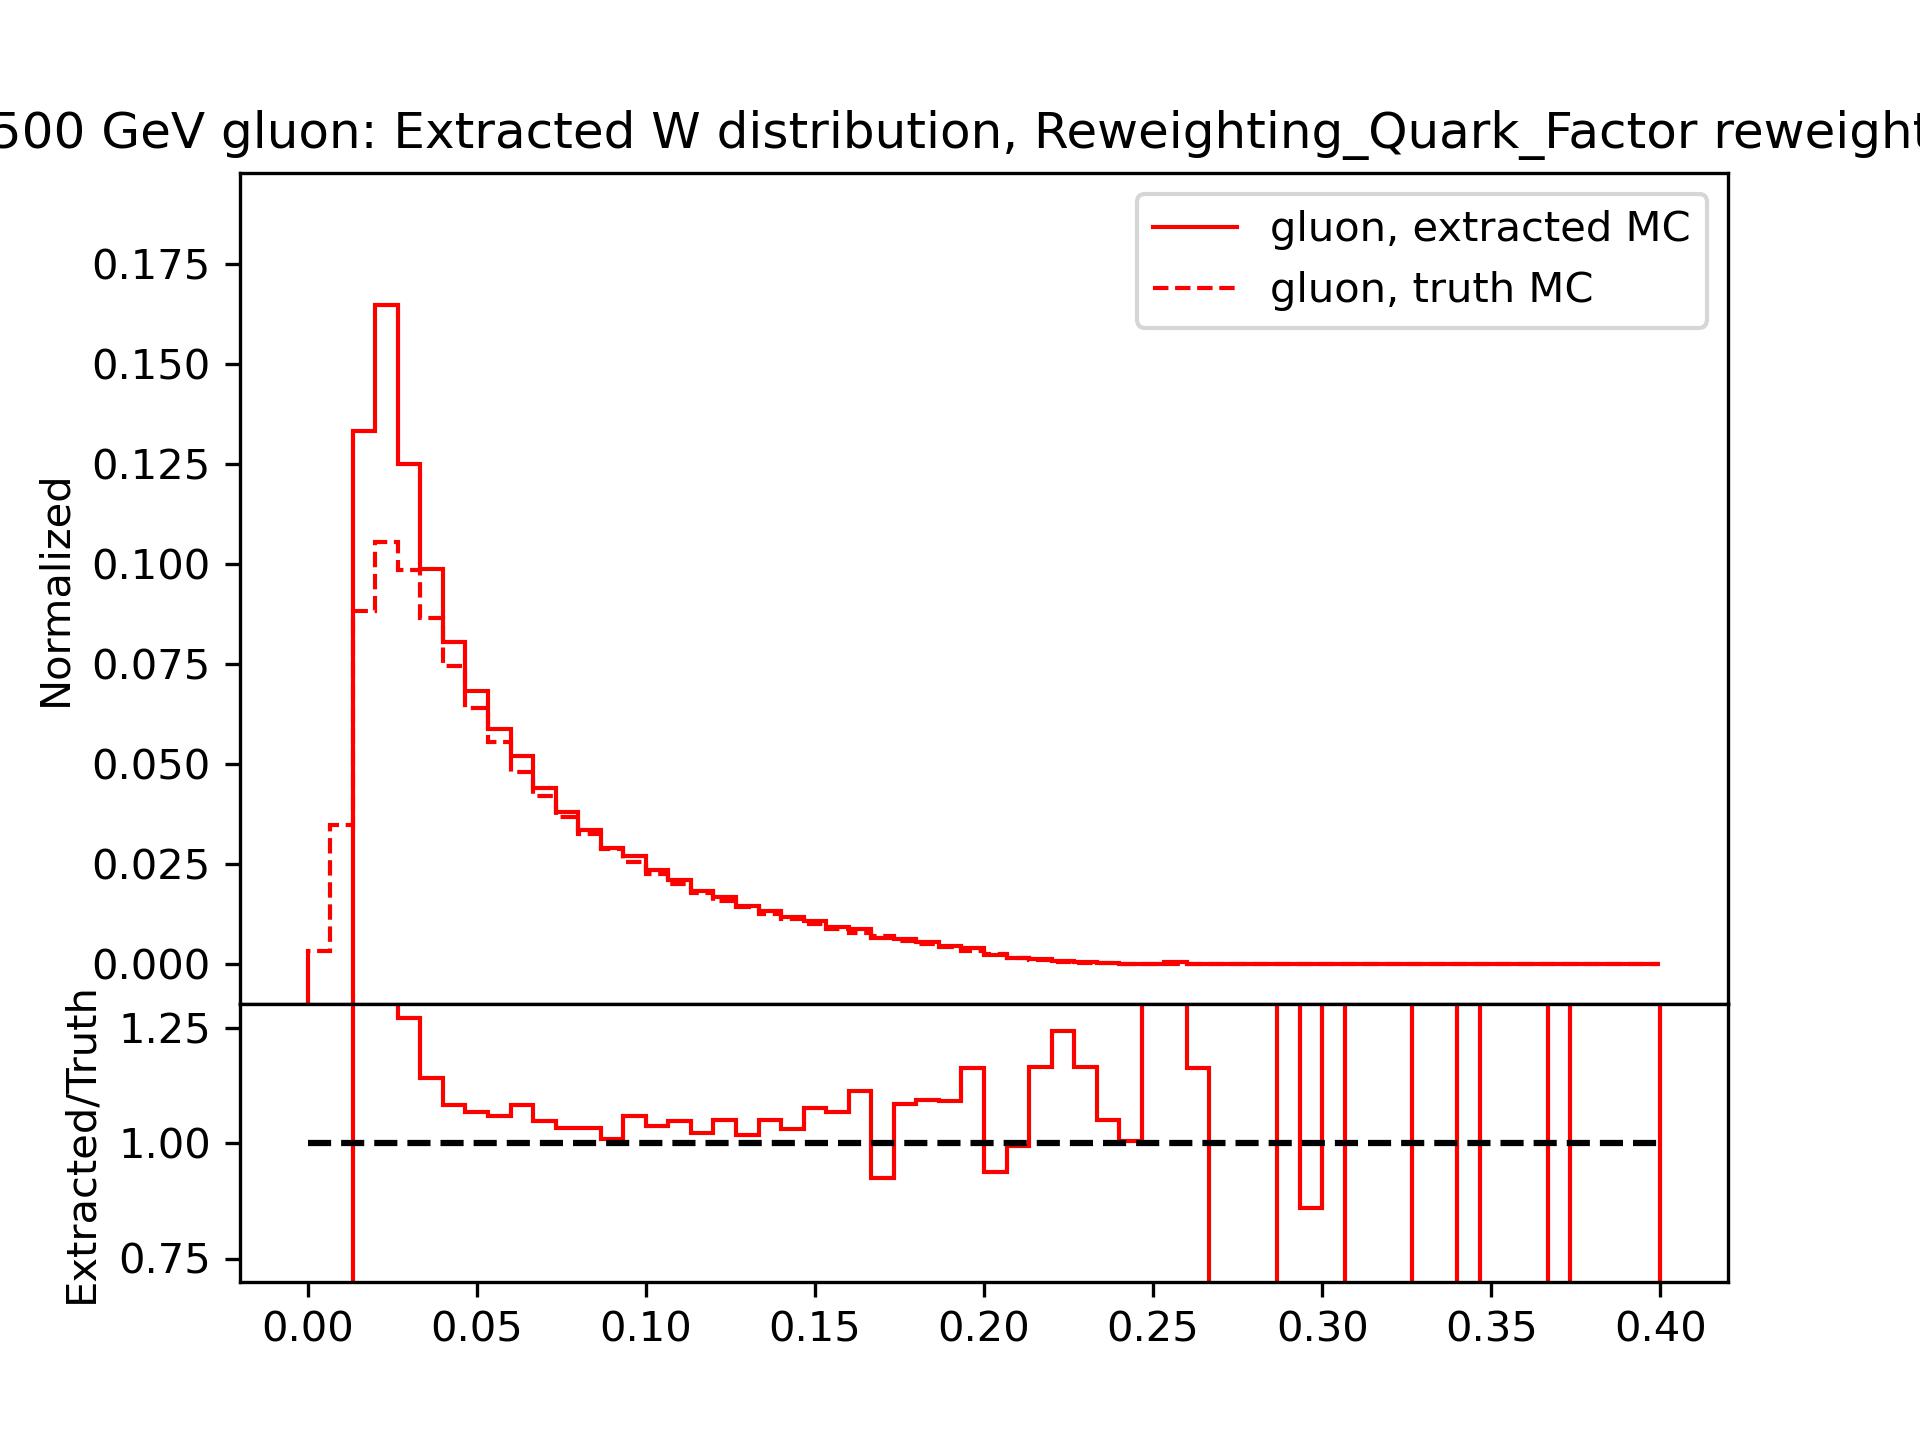 500 GeV gluon: Extracted W distribution, Reweighting_Quark_Factor reweight
gluon, extracted MC
gluon, truth MC
Normalized
0.175
0.150
0.125
0.100
0.075
0.050
0.025
0.000
Extracted/Truth
1.25
1.00
0.75
0.00 0.05 0.10 0.15 0.20 0.25 0.30 0.35 0.40